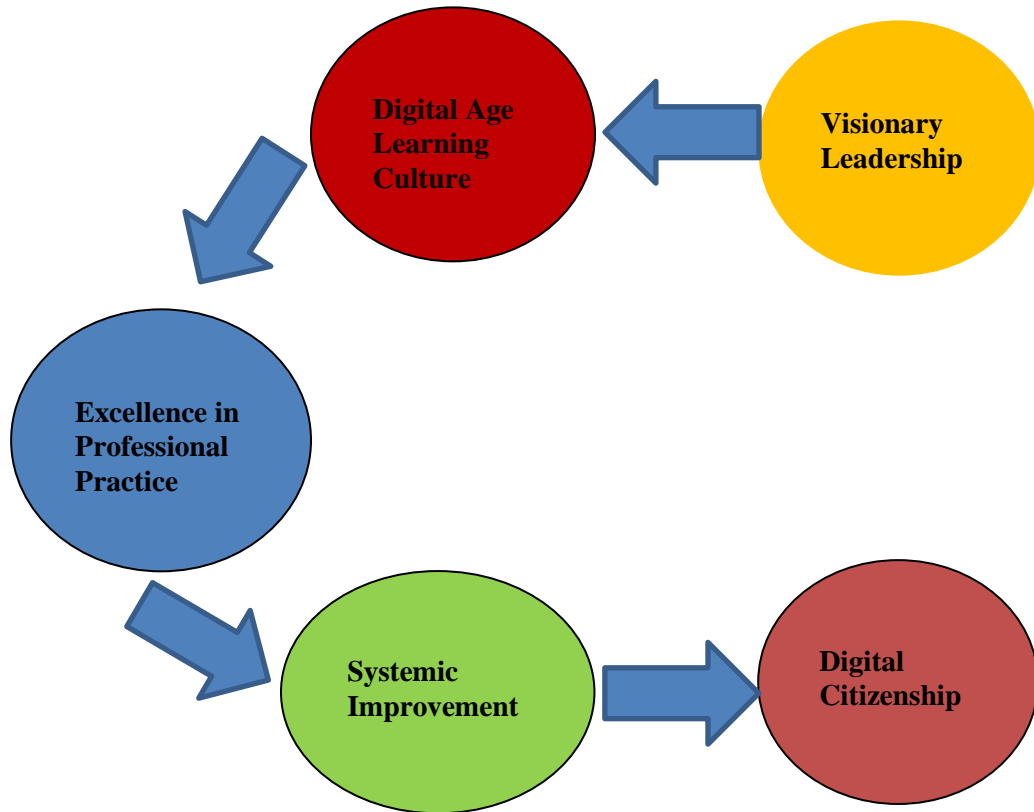 Digital Age
Learning
Culture
Visionary
Leadership
Excellence in
Professional
Practice
Systemic
Improvement
Digital
Citizenship